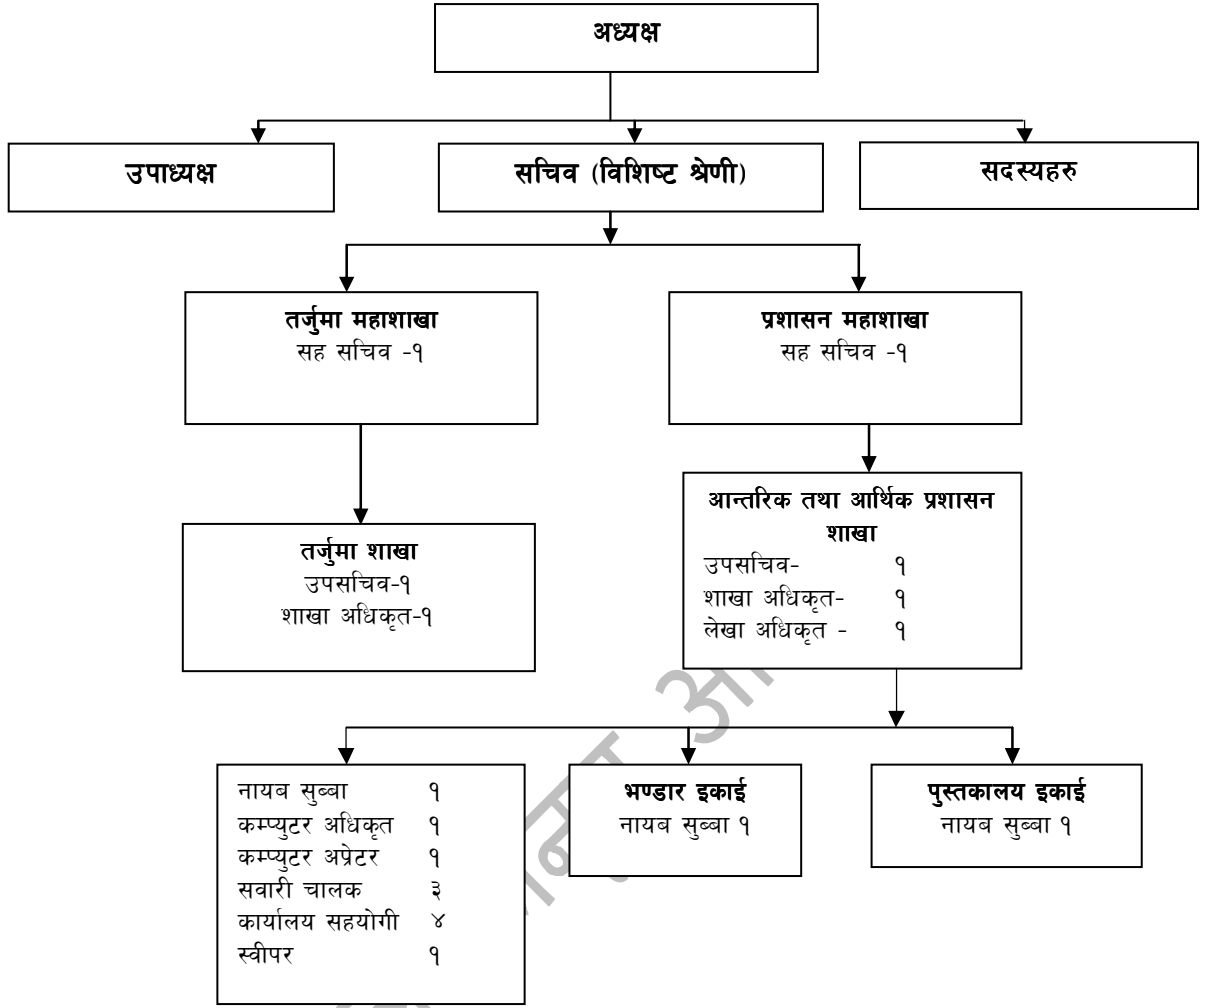 अध्यक्ष
उपाध्यक्ष
सचिव (विशिष्ट श्रेणी)
सदस्यहरु
तर्जुमा महाशाखा
सह सचिव -१
प्रशासन महाशाखा
सह सचिव -१
तर्जुमा शाखा
उपसचिव-१
शाखा अधिकृत-१
आन्तरिक तथा आर्थिक प्रशासन
शाखा
उपसचिव- १
शाखा अधिकृत- १
लेखा अधिकृत - १
नायब सुब्बा १
कम्प्युटर अधिकृत १
कम्प्युटर अप्रेटर १
सवारी चालक ३
कार्यालय सहयोगी ४
स्वीपर १
भण्डार इकाई
नायब सुब्बा १
पुस्तकालय इकाई
नायब सुब्बा १